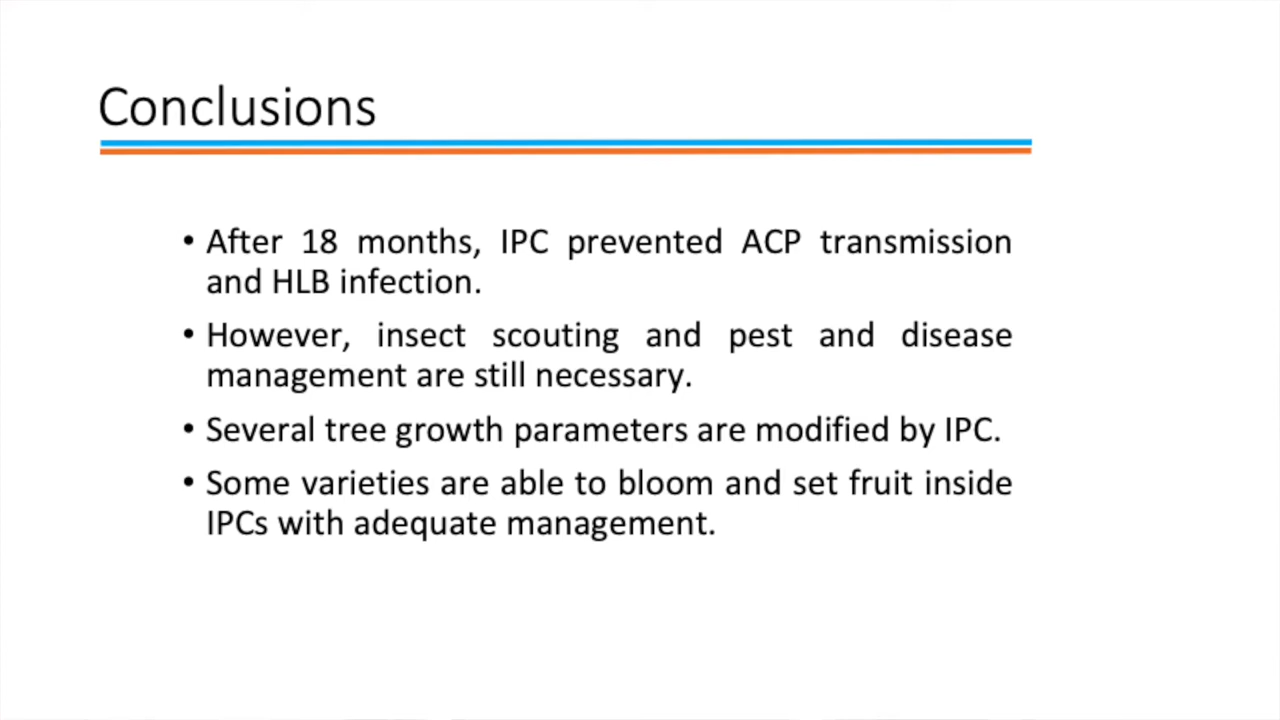 Conclusions
• After 18 months, IPC prevented ACP transmission
and HLB infection.
• However, insect scouting and pest and disease
management are still necessary.
• Several tree growth parameters are modified by IPC.
• Some varieties are able to bloom and set fruit inside
IPCs with adequate management.